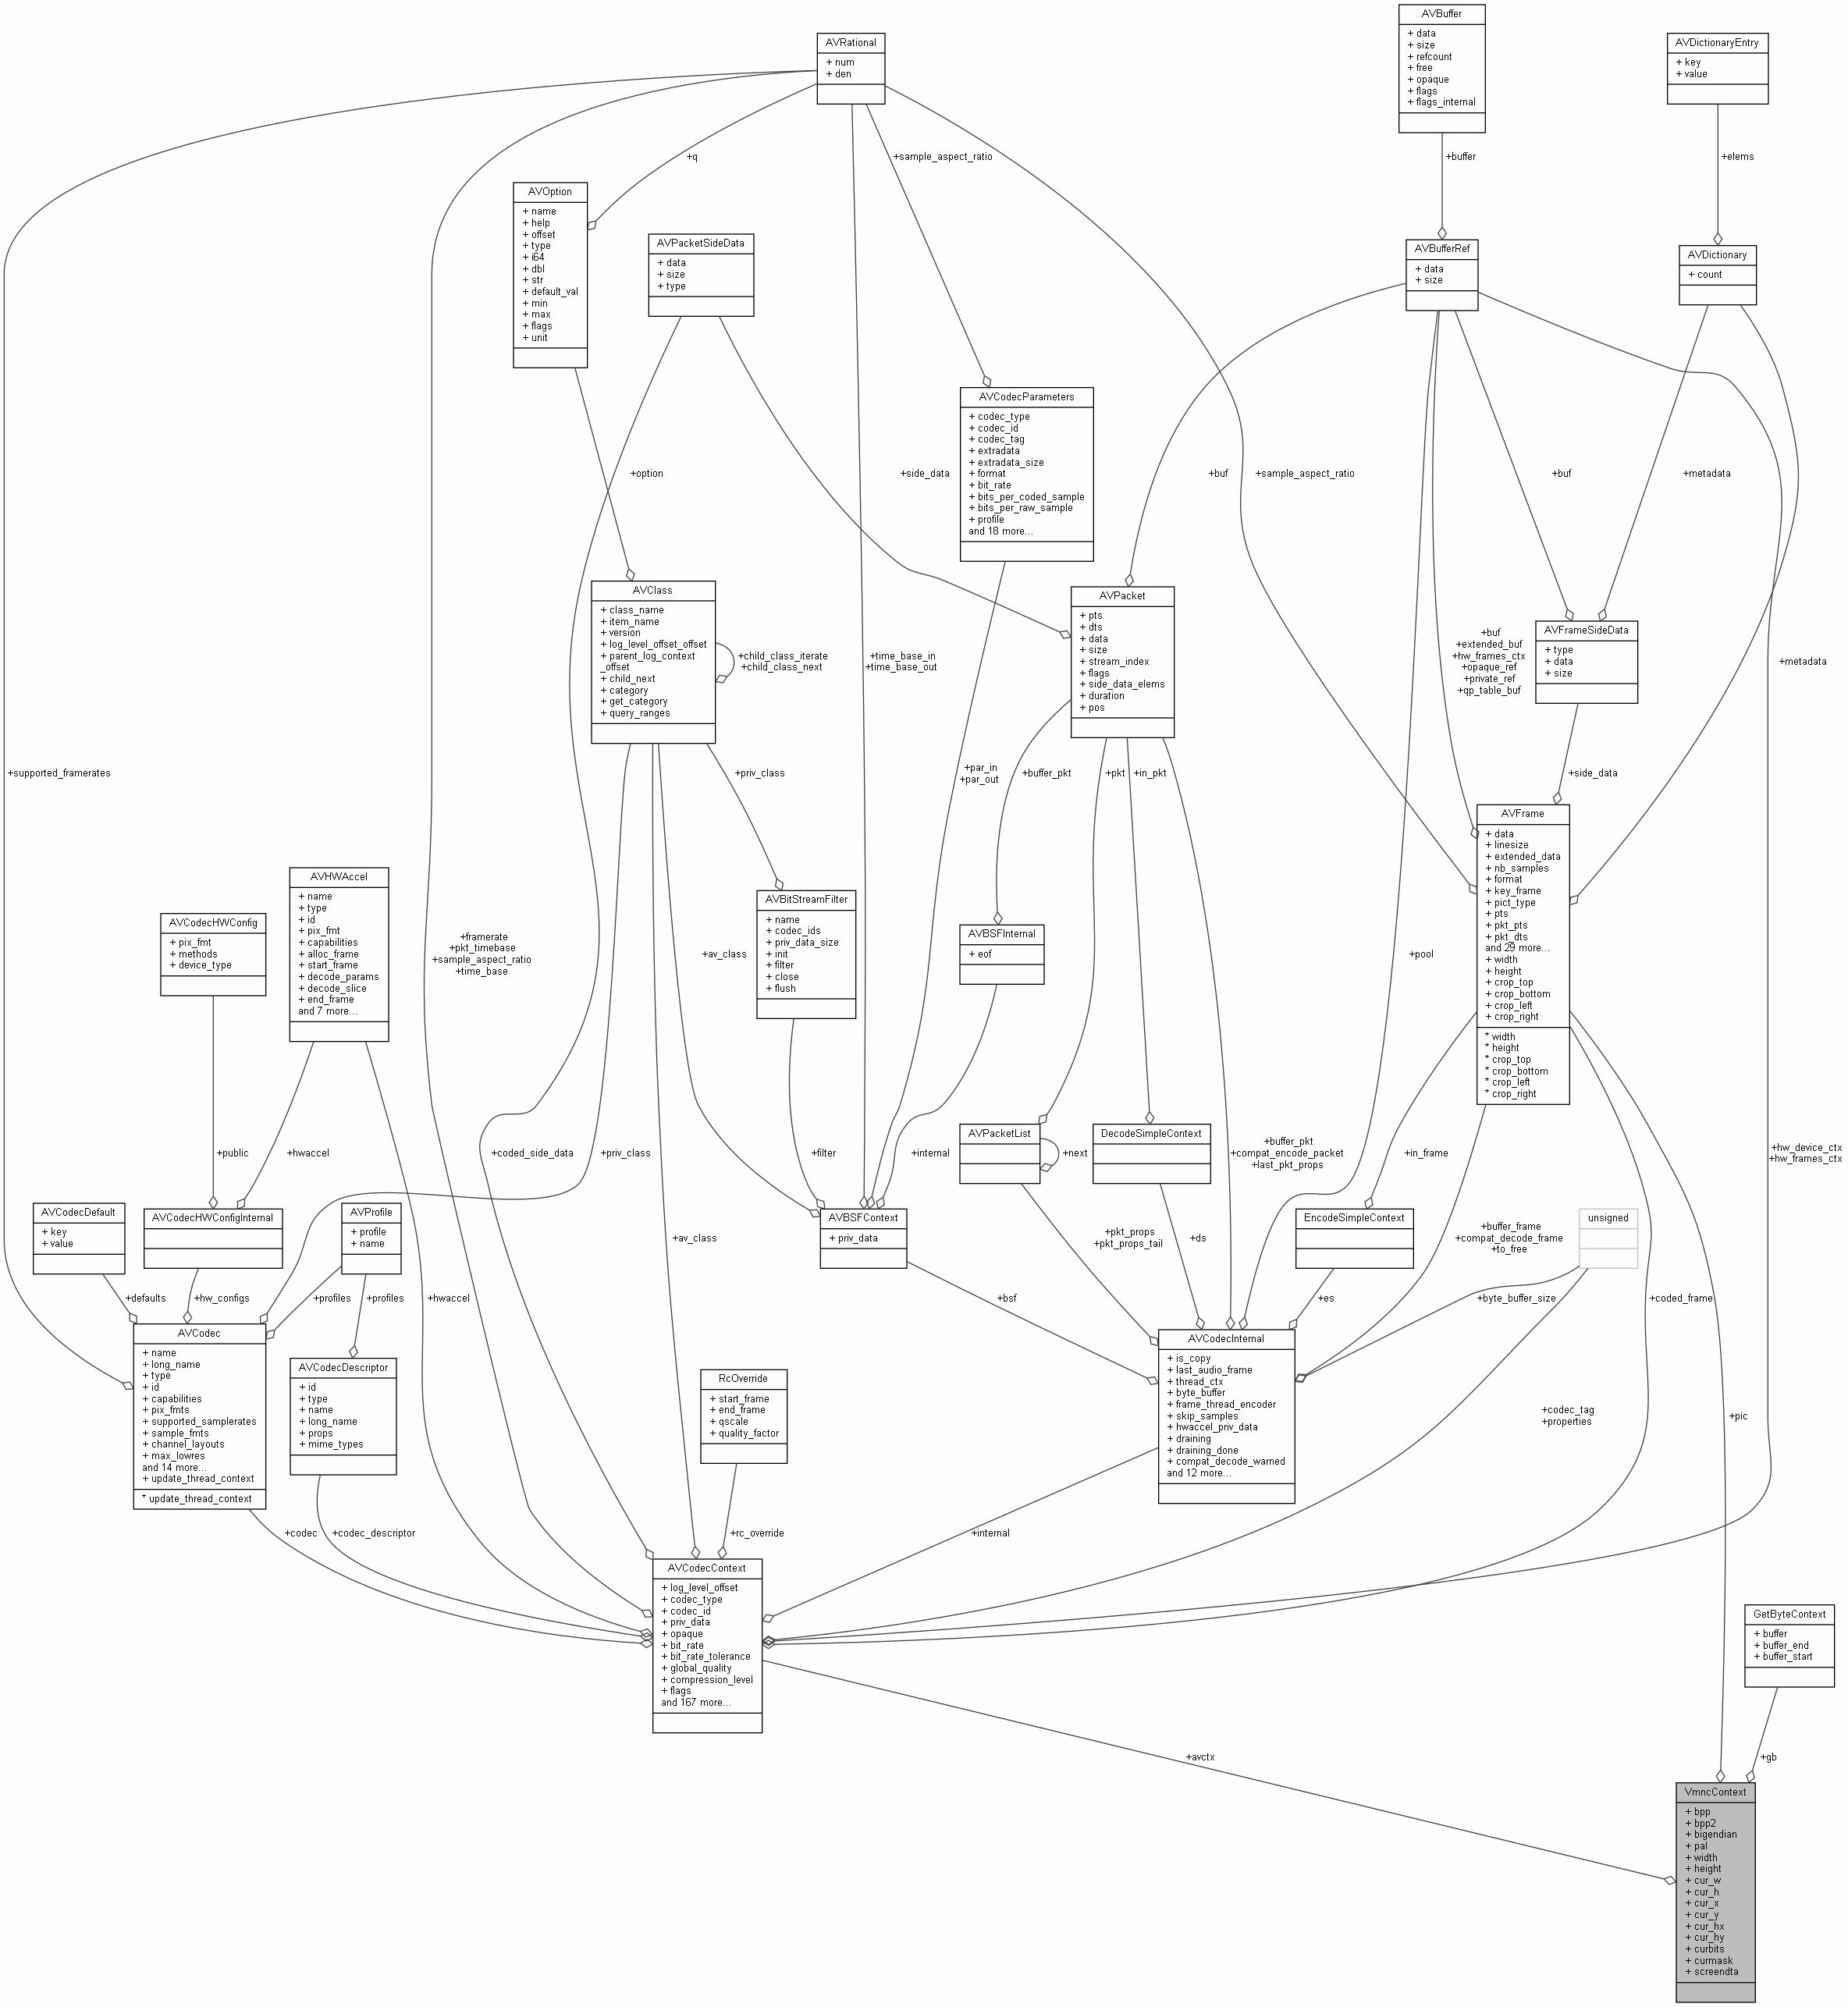 AVBuffer
+ data
+ size
+ refcount
+ free
+ opaque
+ flags
+ flags_internal
AVRational
+ num
+ den
AVDictionaryEntry
+ key
+ value
+q
+sample_aspect_ratio
+buffer
+elems
AVOption
+ name
+ help
+ offset
+ type
+ i64
+ dbl
+ str
+ default_val
+ min
+ max
+ flags
+ unit
AVPacketSideData
+ data
+ size
+ type
AVBufferRef
+ data
+ size
AVDictionary
+ count
AVCodecParameters
+ codec_type
+ codec_id
+ codec_tag
+ extradata
+ extradata_size
+ format
+ bit_rate
+ bits_per_coded_sample
+ bits_per_raw_sample
+ profile
and 18 more...
+option
+side_data
+buf
+sample_aspect_ratio
+buf
+metadata
AVClass
+ class_name
+ item_name
+ version
+ log_level_offset_offset
+ parent_log_context
_offset
+ child_next
+ category
+ get_category
+ query_ranges
+child_class_iterate
+child_class_next
+time_base_in
+time_base_out
AVPacket
+ pts
+ dts
+ data
+ size
+ stream_index
+ flags
+ side_data_elems
+ duration
+ pos
+buf
+extended_buf
+hw_frames_ctx
+opaque_ref
+private_ref
+qp_table_buf
AVFrameSideData
+ type
+ data
+ size
+metadata
+supported_framerates
+priv_class
+par_in
+par_out
+buffer_pkt
+pkt
+in_pkt
+side_data
AVFrame
+ data
+ linesize
+ extended_data
+ nb_samples
+ format
+ key_frame
+ pict_type
+ pts
+ pkt_pts
+ pkt_dts
and 29 more...
+ width
+ height
+ crop_top
+ crop_bottom
+ crop_left
+ crop_right
* width
* height
* crop_top
* crop_bottom
* crop_left
* crop_right
AVCodecHWConfig
+ pix_fmt
+ methods
+ device_type
AVHWAccel
+ name
+ type
+ id
+ pix_fmt
+ capabilities
+ alloc_frame
+ start_frame
+ decode_params
+ decode_slice
+ end_frame
and 7 more...
+framerate
+pkt_timebase
+sample_aspect_ratio
+time_base
+av_class
AVBitStreamFilter
+ name
+ codec_ids
+ priv_data_size
+ init
+ filter
+ close
+ flush
AVBSFInternal
+ eof
+pool
+public
+hwaccel
+coded_side_data
+priv_class
+filter
+internal
AVPacketList
+next
DecodeSimpleContext
+buffer_pkt
+compat_encode_packet
+last_pkt_props
+in_frame
+hw_device_ctx
+hw_frames_ctx
AVCodecDefault
+ key
+ value
AVCodecHWConfigInternal
AVProfile
+ profile
+ name
+av_class
AVBSFContext
+ priv_data
+pkt_props
+pkt_props_tail
+ds
EncodeSimpleContext
+buffer_frame
+compat_decode_frame
+to_free
unsigned
+defaults
+hw_configs
+profiles
+profiles
+hwaccel
+bsf
+es
+byte_buffer_size
+coded_frame
AVCodec
+ name
+ long_name
+ type
+ id
+ capabilities
+ pix_fmts
+ supported_samplerates
+ sample_fmts
+ channel_layouts
+ max_lowres
and 14 more...
+ update_thread_context
* update_thread_context
AVCodecDescriptor
+ id
+ type
+ name
+ long_name
+ props
+ mime_types
RcOverride
+ start_frame
+ end_frame
+ qscale
+ quality_factor
AVCodecInternal
+ is_copy
+ last_audio_frame
+ thread_ctx
+ byte_buffer
+ frame_thread_encoder
+ skip_samples
+ hwaccel_priv_data
+ draining
+ draining_done
+ compat_decode_warned
and 12 more...
+codec_tag
+properties
+pic
+codec
+codec_descriptor
+rc_override
+internal
AVCodecContext
+ log_level_offset
+ codec_type
+ codec_id
+ priv_data
+ opaque
+ bit_rate
+ bit_rate_tolerance
+ global_quality
+ compression_level
+ flags
and 167 more...
GetByteContext
+ buffer
+ buffer_end
+ buffer_start
+avctx
+gb
VmncContext
+ bpp
+ bpp2
+ bigendian
+ pal
+ width
+ height
+ cur_w
+ cur_h
+ cur_x
+ cur_y
+ cur_hx
+ cur_hy
+ curbits
+ curmask
+ screendta